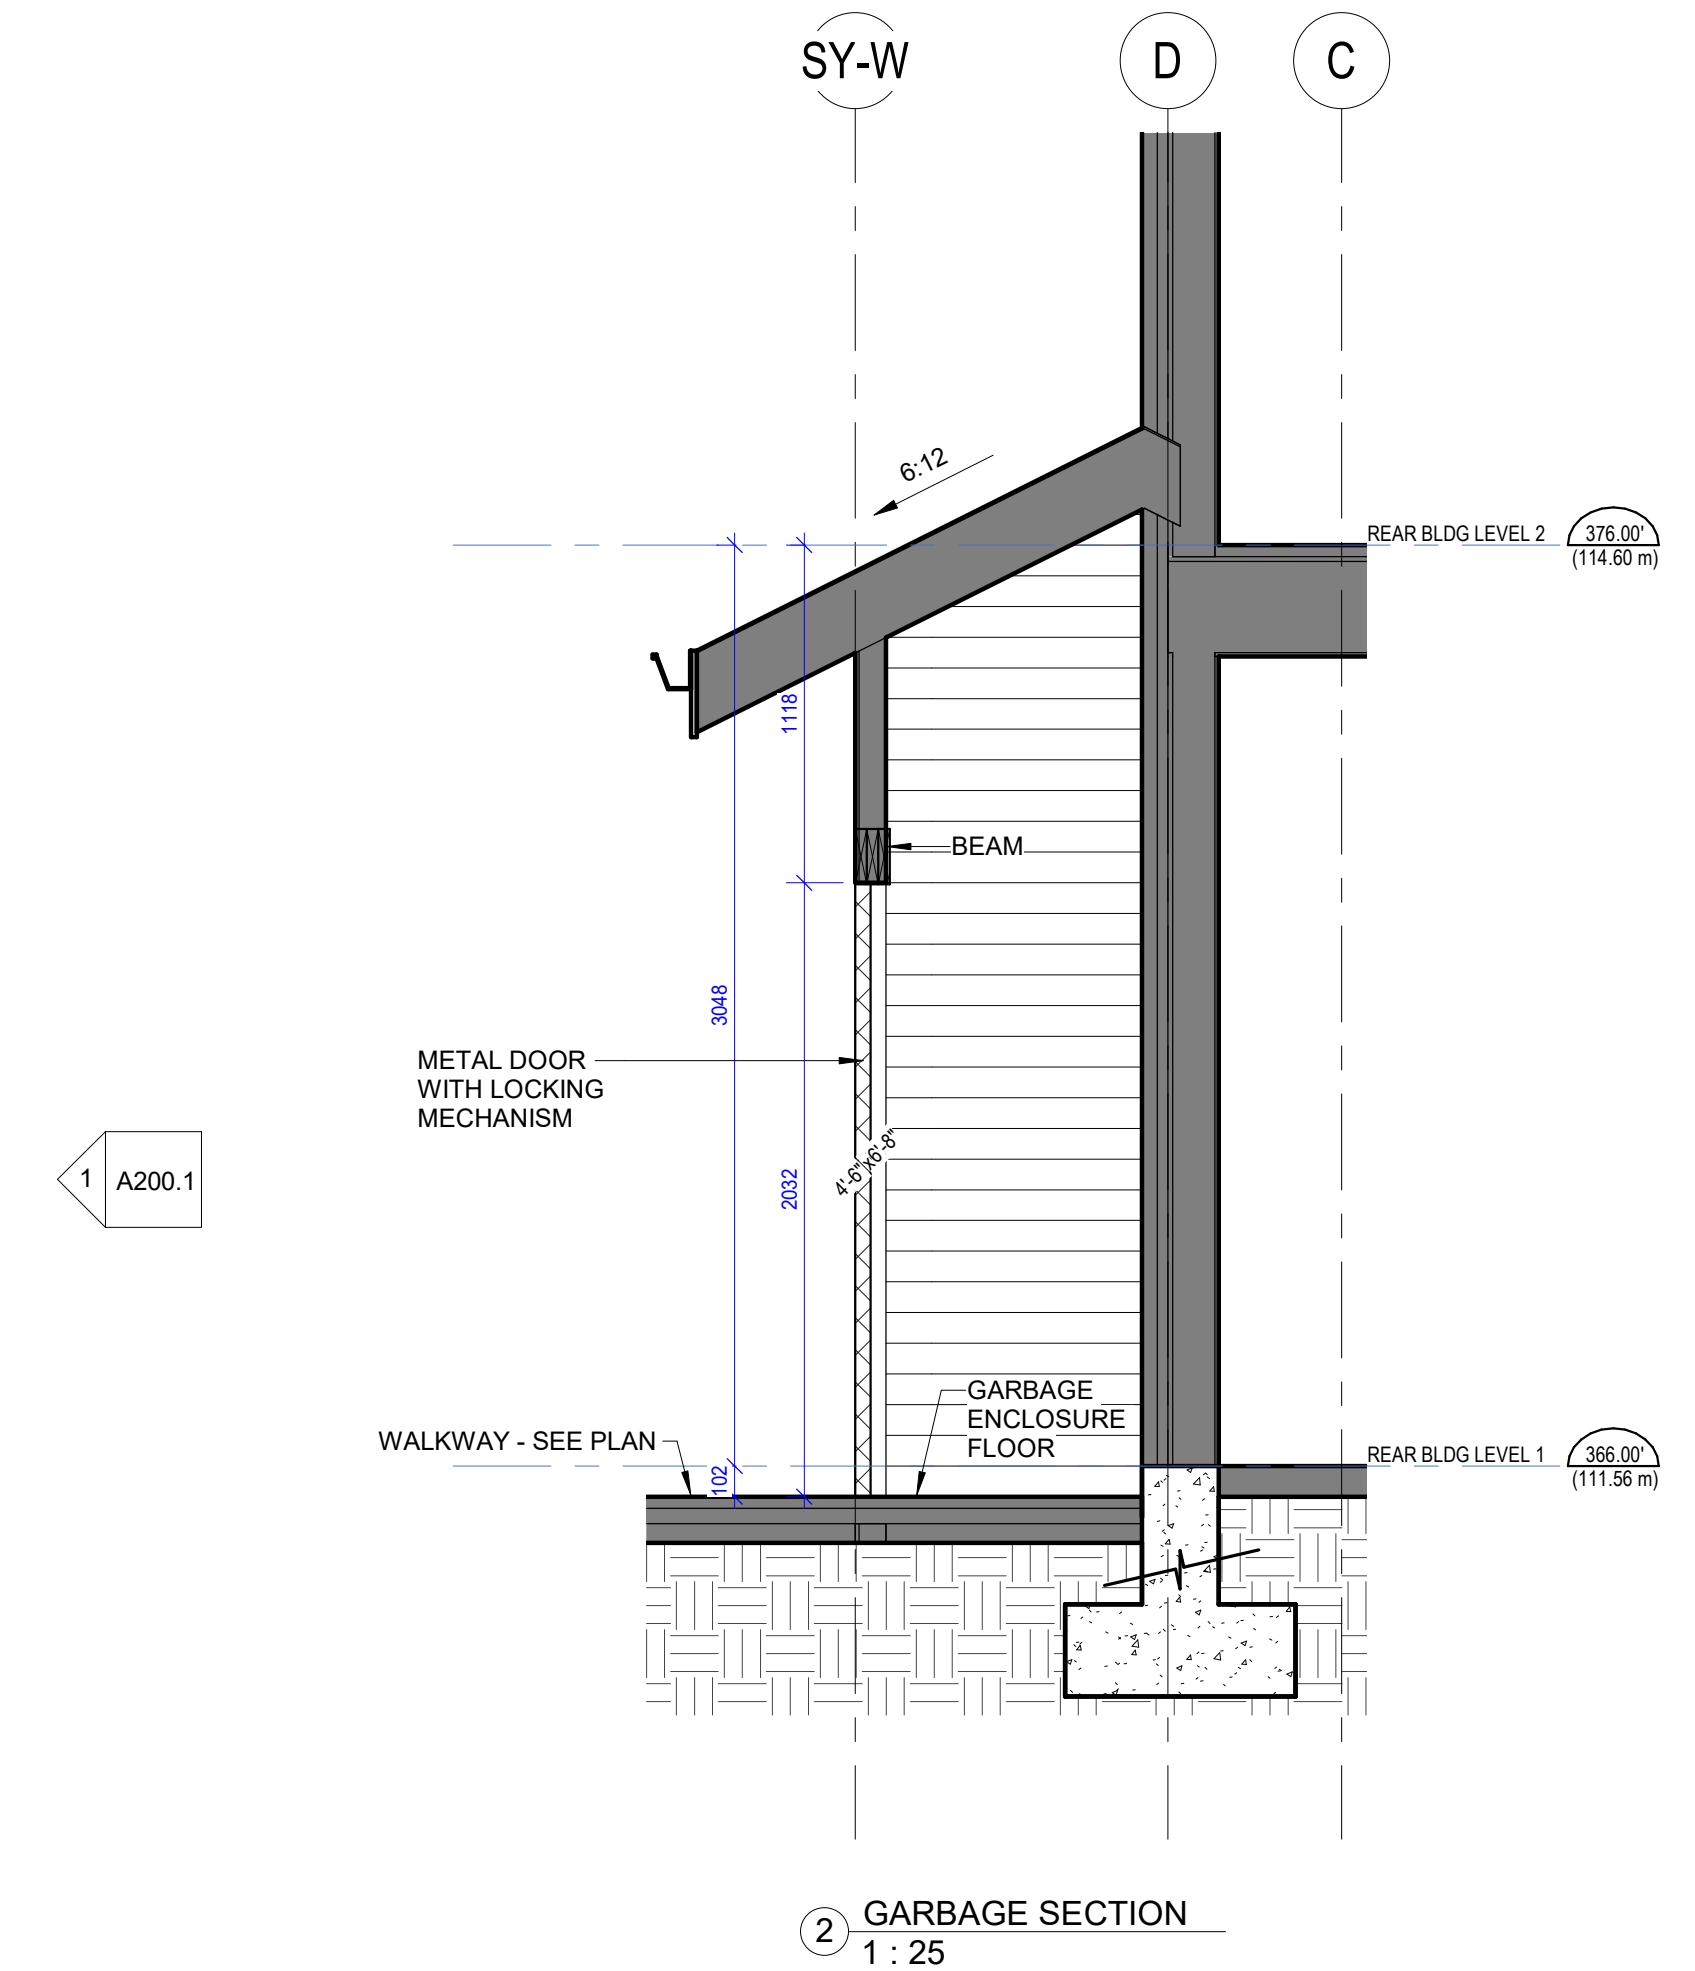 SY-W
D
C
6:12
REAR BLDG LEVEL 2
376.00'
(114.60 m)
1118
BEAM
3048
METAL DOOR
WITH LOCKING
MECHANISM
4'-6"x6'-8"
2032
1
A200.1
GARBAGE
ENCLOSURE
FLOOR
WALKWAY - SEE PLAN
102
REAR BLDG LEVEL 1
366.00'
(111.56 m)
2
GARBAGE SECTION
1 : 25